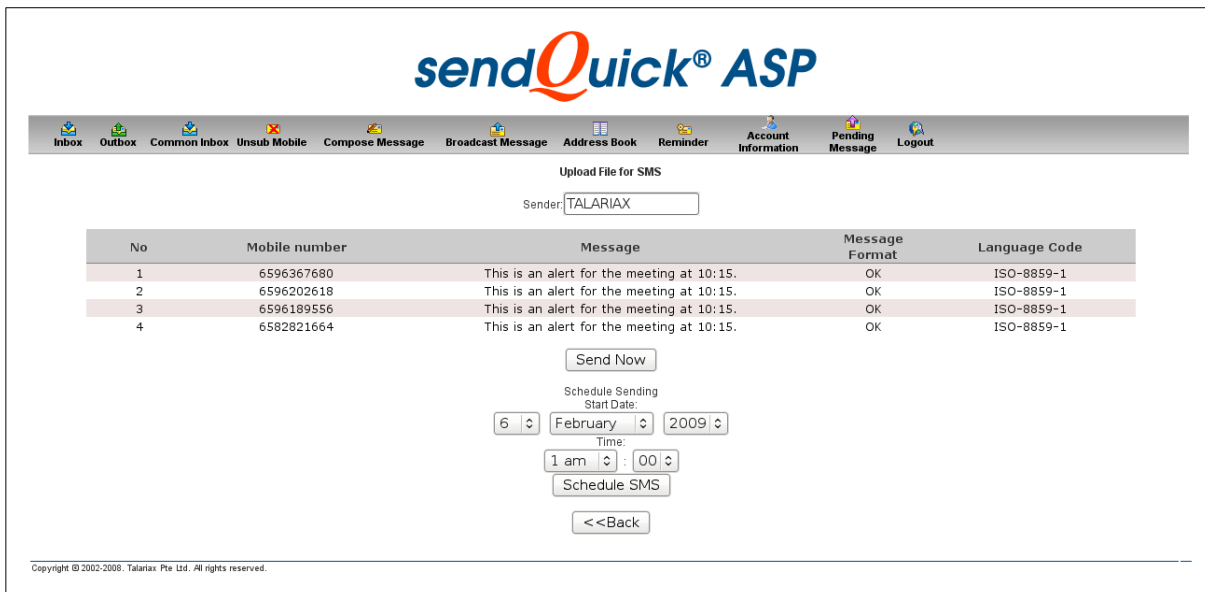 sendQuick® ASP
Inbox Outbox Common Inbox Unsub Mobile Compose Message Broadcast Message Address Book Reminder Account Information Pending Message Logout
Upload File for SMS
Sender: TALARIAX
No Mobile number Message Message Format Language Code
1 6596367680 This is an alert for the meeting at 10:15. OK ISO-8859-1
2 6596202618 This is an alert for the meeting at 10:15. OK ISO-8859-1
3 6596189556 This is an alert for the meeting at 10:15. OK ISO-8859-1
4 6582821664 This is an alert for the meeting at 10:15. OK ISO-8859-1
Send Now
Schedule Sending
Start Date:
6 February 2009
Time:
1 am : 00
Schedule SMS
<<Back
Copyright © 2002-2008. Talariax Pte Ltd. All rights reserved.